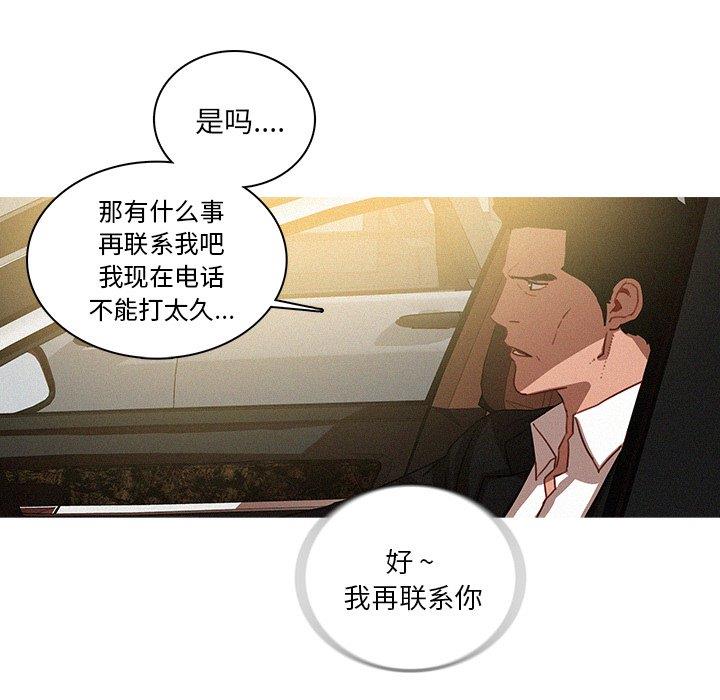 是吗....
那有什么事
再联系我吧
我现在电话
不能打太久...
好~
我再联系你